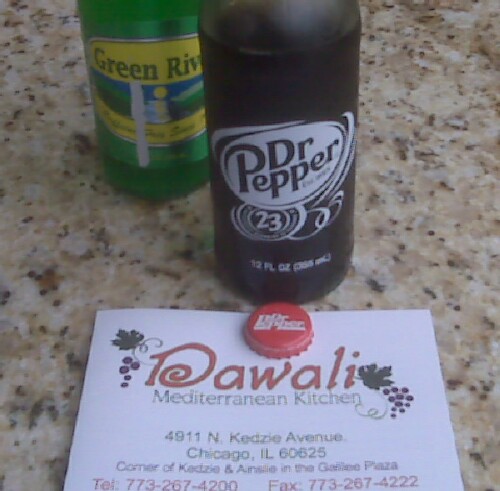 Green Riv
Dr
Pepper
23
12 FL OZ (355 mL)
Dr
Pepper
Dawali
Mediterranean Kitchen
4911 N. Kedzie Avenue.
Chicago, IL 60625
Corner of Kedzie & Ainslie in the Galilee Plaza
Tel: 773-267-4200 Fax: 773-267-4222